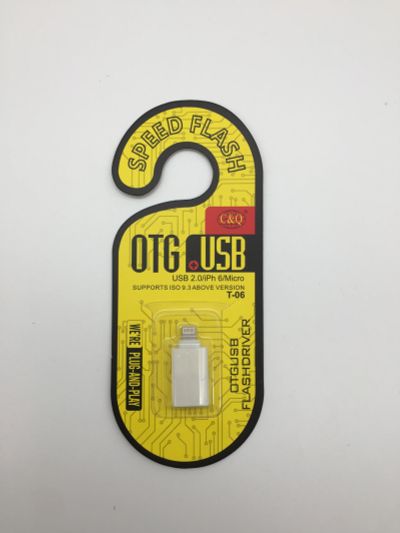 SPEED FLASH
C&Q
OTG USB
USB 2.0/iPh 6/Micro
SUPPORTS ISO 9.3 ABOVE VERSION
T-06
WE'RE PLUG-AND-PLAY
OTGUSB
FLASHDRIVER